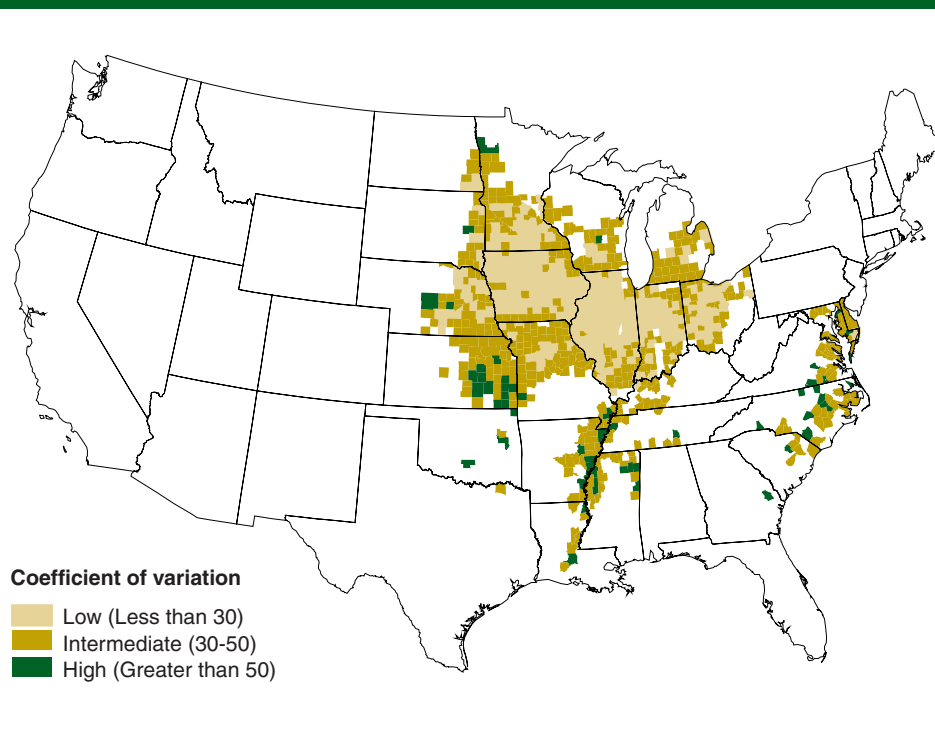 Coefficient of variation
Low (Less than 30)
Intermediate (30-50)
High (Greater than 50)